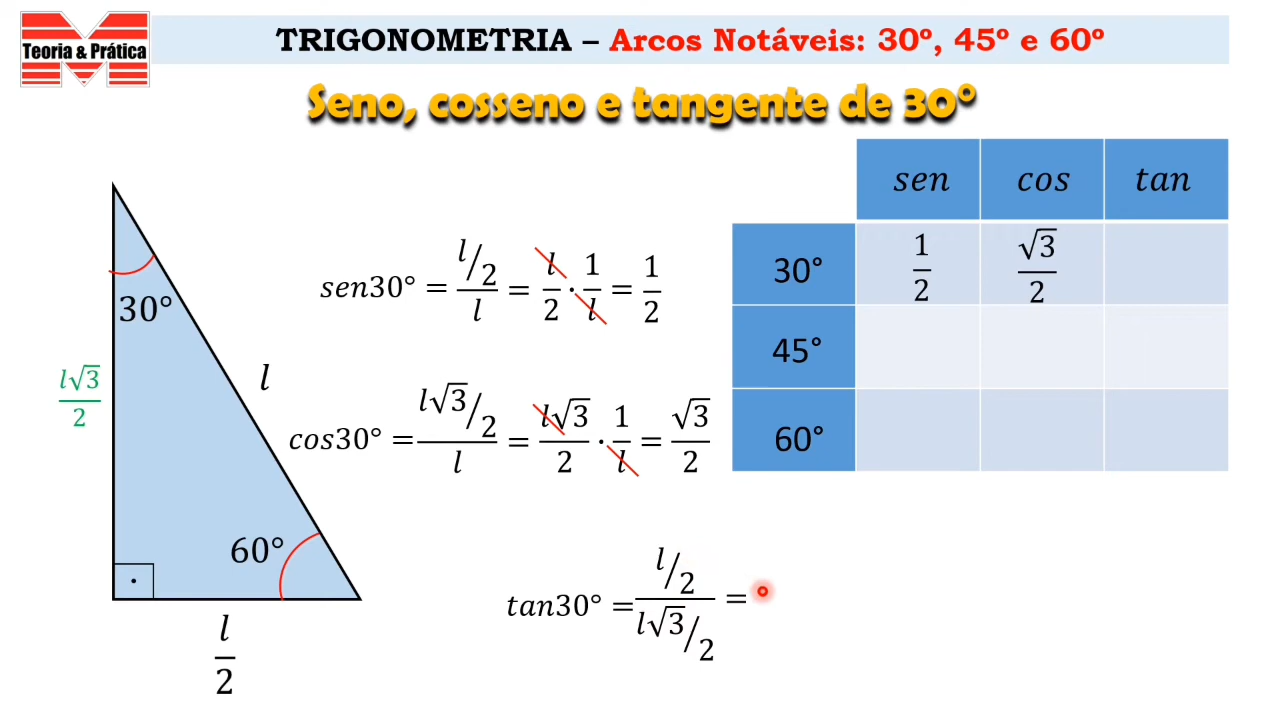 Teoria & Prática
TRIGONOMETRIA – Arcos Notáveis: 30º, 45º e 60º
Seno, cosseno e tangente de 30°
sen cos tan
30° 1/2 √3/2
45°
60°
30°
l√3/2
l
60°
l/2
sen30° = (l/2)/l = l/2 · 1/l = 1/2
cos30° = (l√3/2)/l = l√3/2 · 1/l = √3/2
tan30° = (l/2)/(l√3/2) =